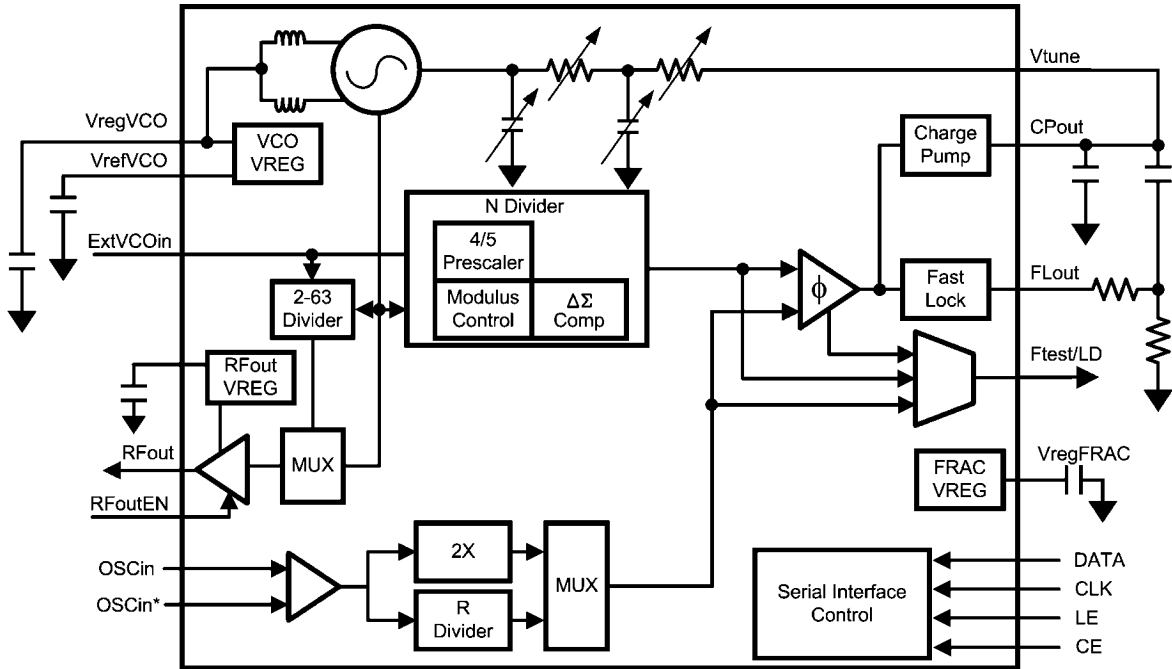 Vtune
VregVCO
VCO
VREG
Charge
Pump
CPout
VrefVCO
N Divider
ExtVCOin
4/5
Prescaler
2-63
Divider
Modulus
Control
ΔΣ
Comp
ϕ
Fast
Lock
FLout
RFout
VREG
Ftest/LD
RFout
MUX
FRAC
VREG
VregFRAC
RFoutEN
OSCin
2X
MUX
OSCin*
R
Divider
Serial Interface
Control
DATA
CLK
LE
CE